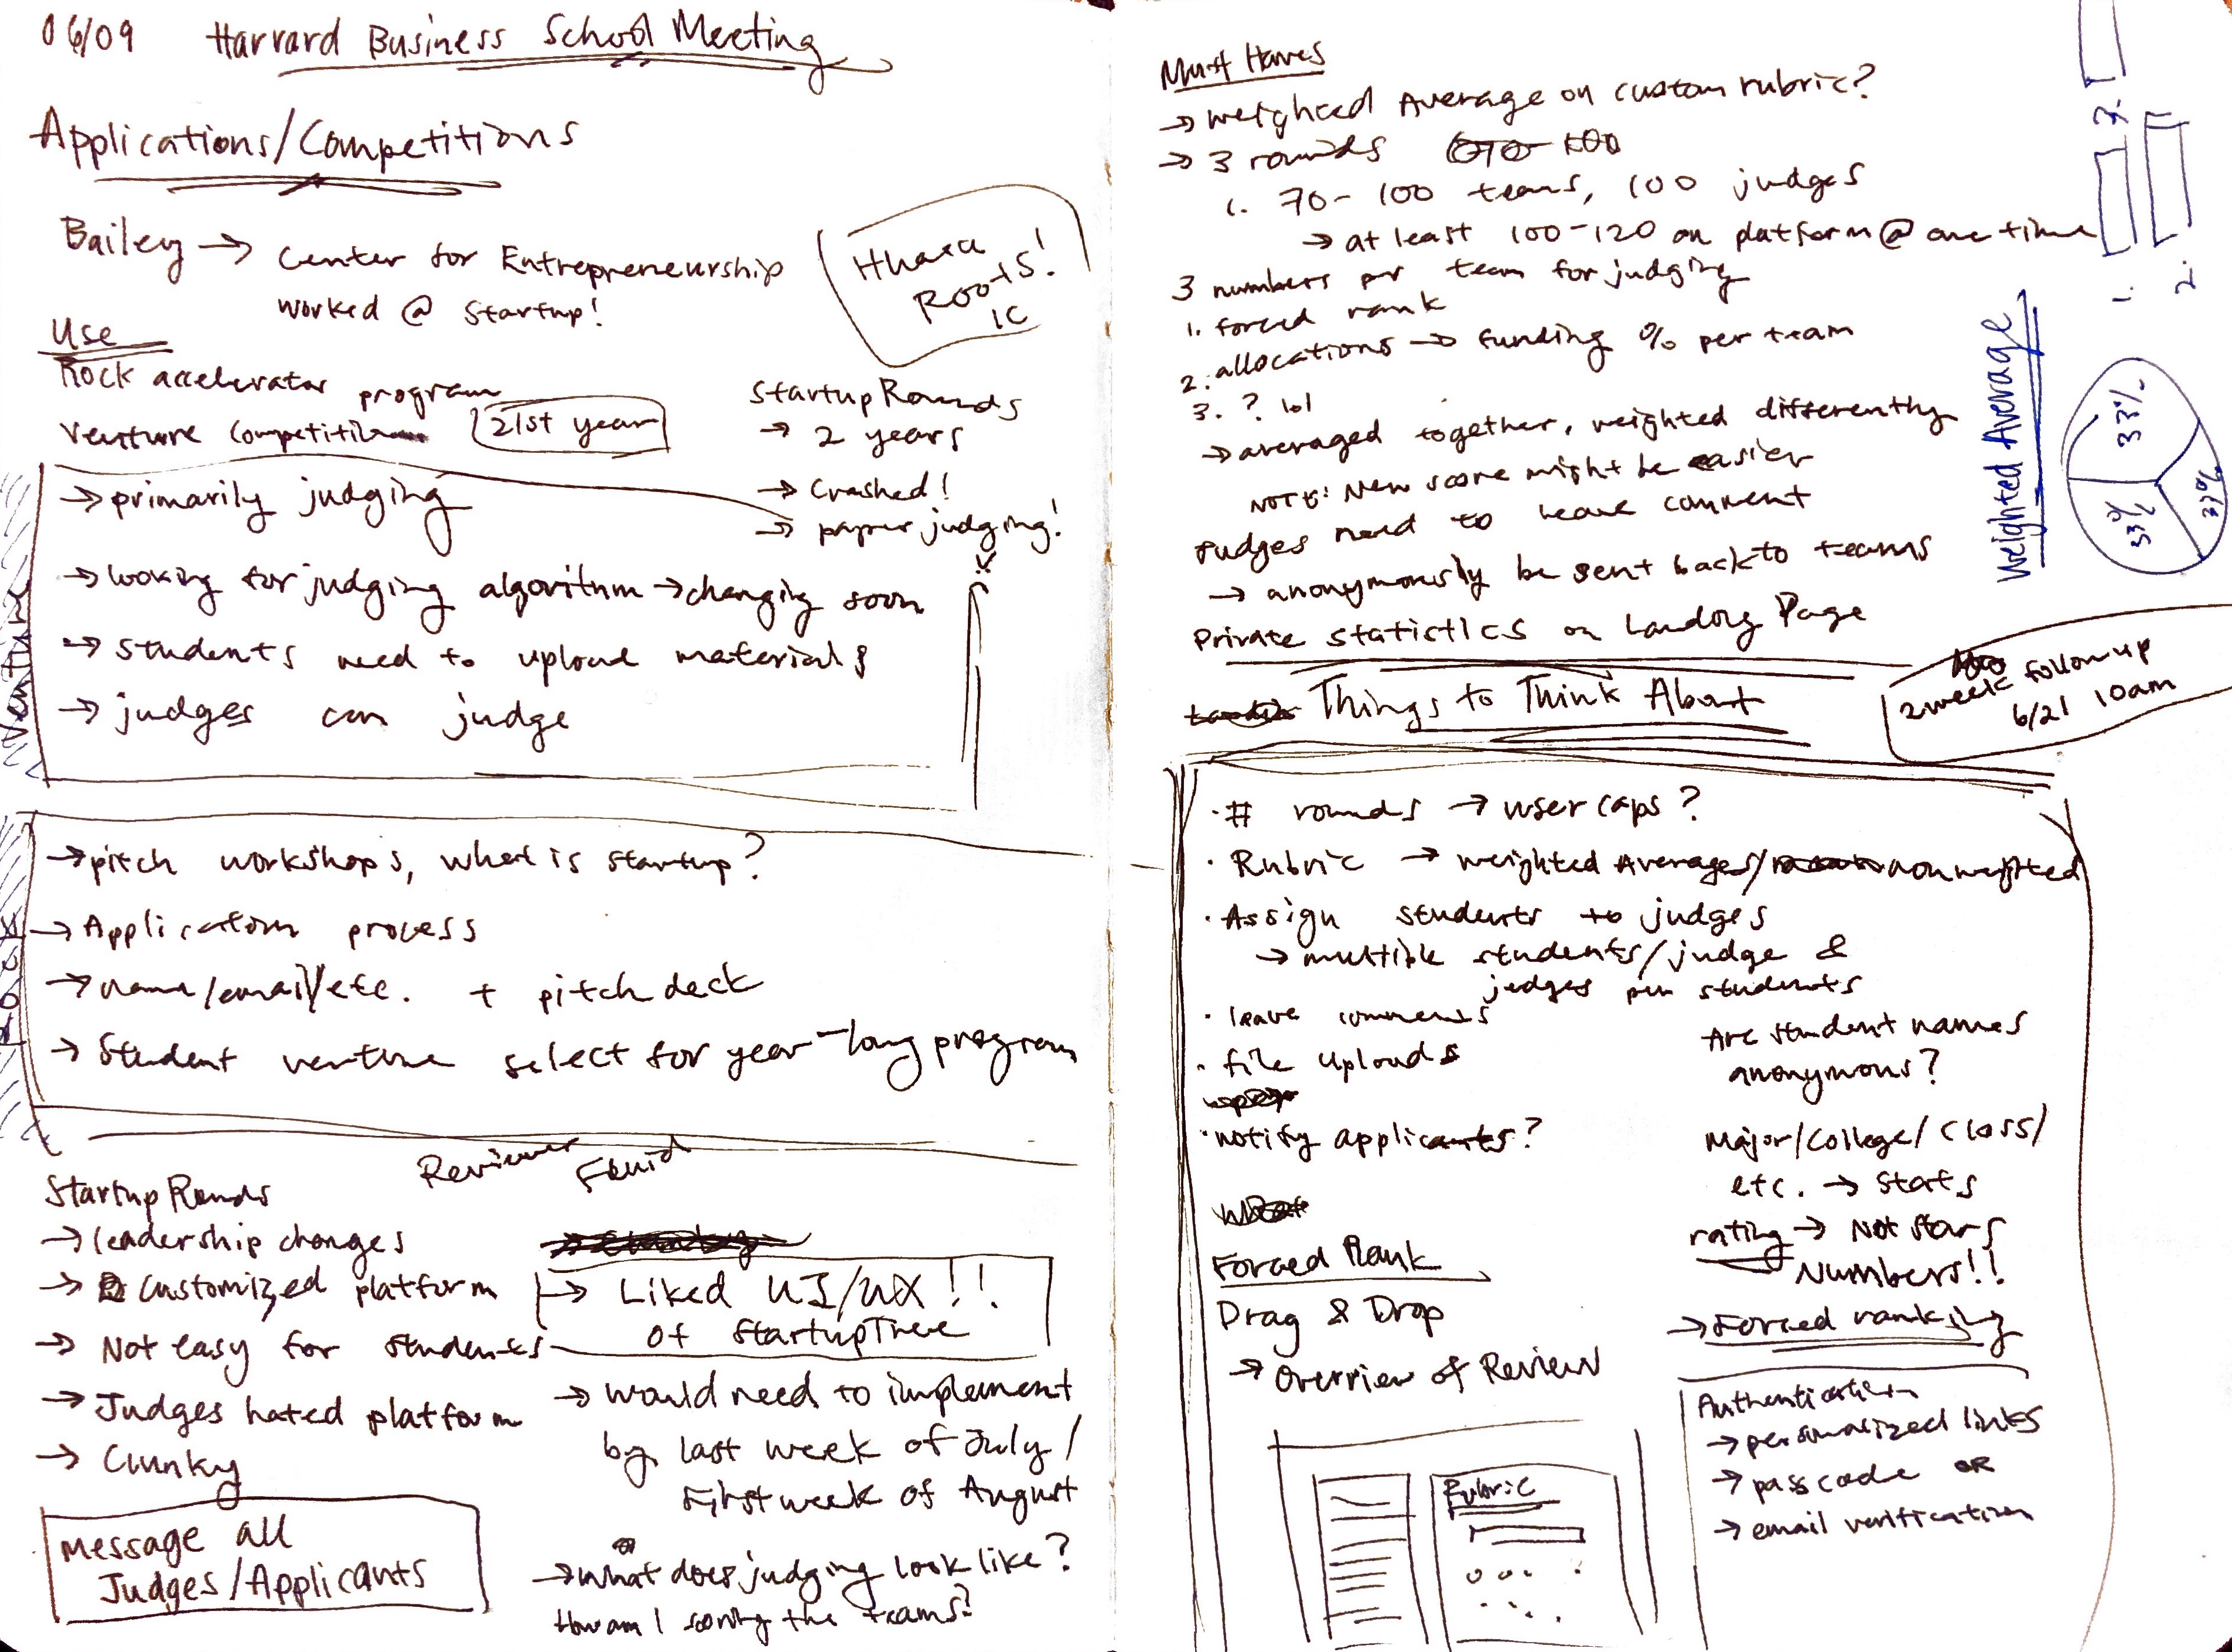 06/09 Harvard Business School Meeting
Applications/Competitions
Bailey → Center for Entrepreneurship
worked @ startup!
Ithaca
Roots!
IC
Use
Rock accelerator program
Venture Competition
21st year
StartupRounds
→ 2 years
→ Crashed!
→ paper judging!
Venture
→ primarily judging
→ looking for judging algorithm → changing soon
→ students need to upload materials
→ judges can judge
Rock
→ pitch workshops, what is startup?
→ Application process
→ name/email/etc. + pitch deck
→ Student venture select for year-long program
Reviewer
Fluid
StartupRounds
→ leadership changes
→ Customized platform
→ Not easy for students
→ Judges hated platform
→ Clunky
Message all
Judges/Applicants
→ Liked UI/UX!!
of StartupTree
→ would need to implement
by last week of July/
First week of August
→ what does judging look like?
How am I scoring the teams?
Must Haves
→ weighted Average on custom rubric?
→ 3 rounds
1. 70-100 teams, 100 judges
→ at least 100-120 on platform @ one time
3 numbers per team for judging
1. forced rank
2. allocations → funding % per team
3. ? lol
→ averaged together, weighted differently
NOTE: New score might be easier
Judges need to leave comment
→ anonymously be sent back to teams
Private statistics on Landing Page
1.
2.
3.
Weighted Average
33%
33%
33%
2 week followup
6/21 10am
Things to Think About
· # rounds → user caps?
· Rubric → weighted Averages/nonweighted
· Assign students to judges
→ multiple students/judge &
judges per students
· leave comments
· file uploads
· notify applicants?
Are student names
anonymous?
Major/College/Class/
etc. → stats
rating → Not stars
Numbers!!
→ Forced ranking
Forced Rank
Drag & Drop
→ Overview of Review
Rubric
Authentication
→ personalized links
→ passcode OR
→ email verification